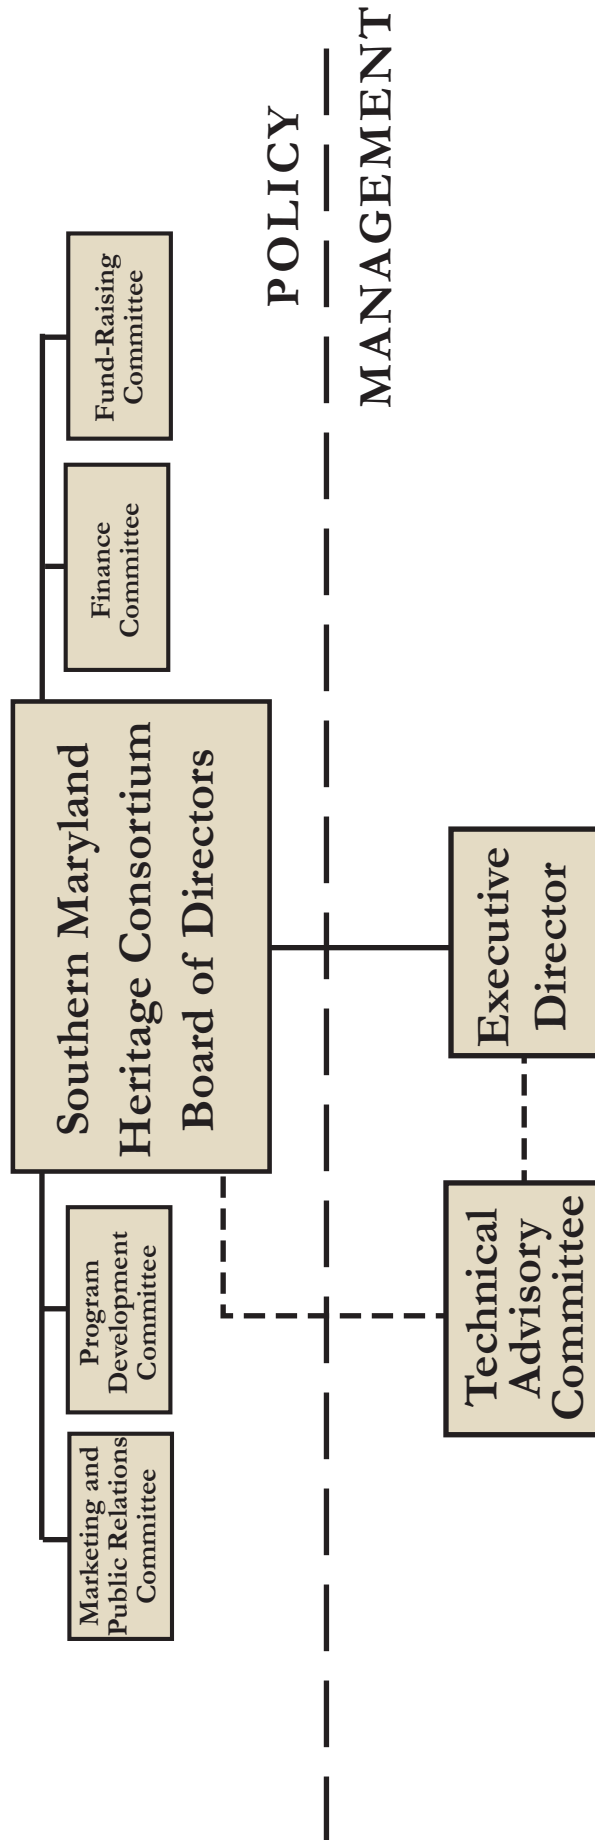 Marketing and
Public Relations
Committee
Program
Development
Committee
Southern Maryland
Heritage Consortium
Board of Directors
Finance
Committee
Fund-Raising
Committee
POLICY
MANAGEMENT
Technical
Advisory
Committee
Executive
Director